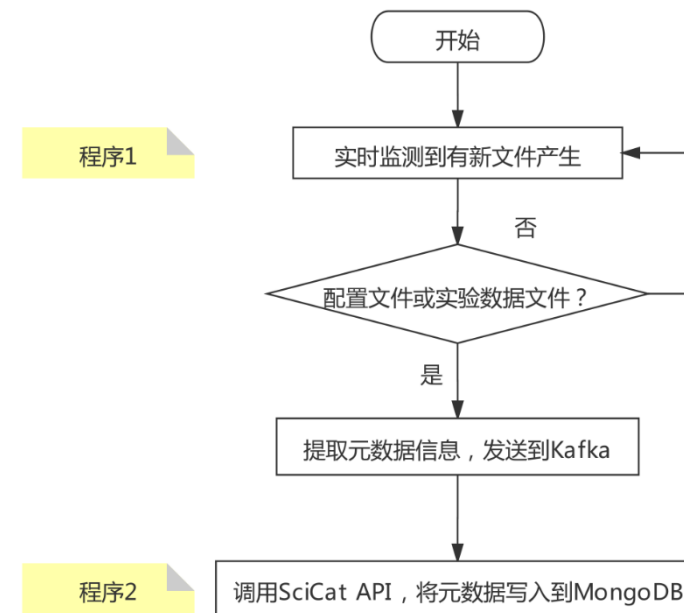 开始
程序1
实时监测到有新文件产生
否
配置文件或实验数据文件？
是
提取元数据信息，发送到Kafka
程序2
调用SciCat API，将元数据写入到MongoDB